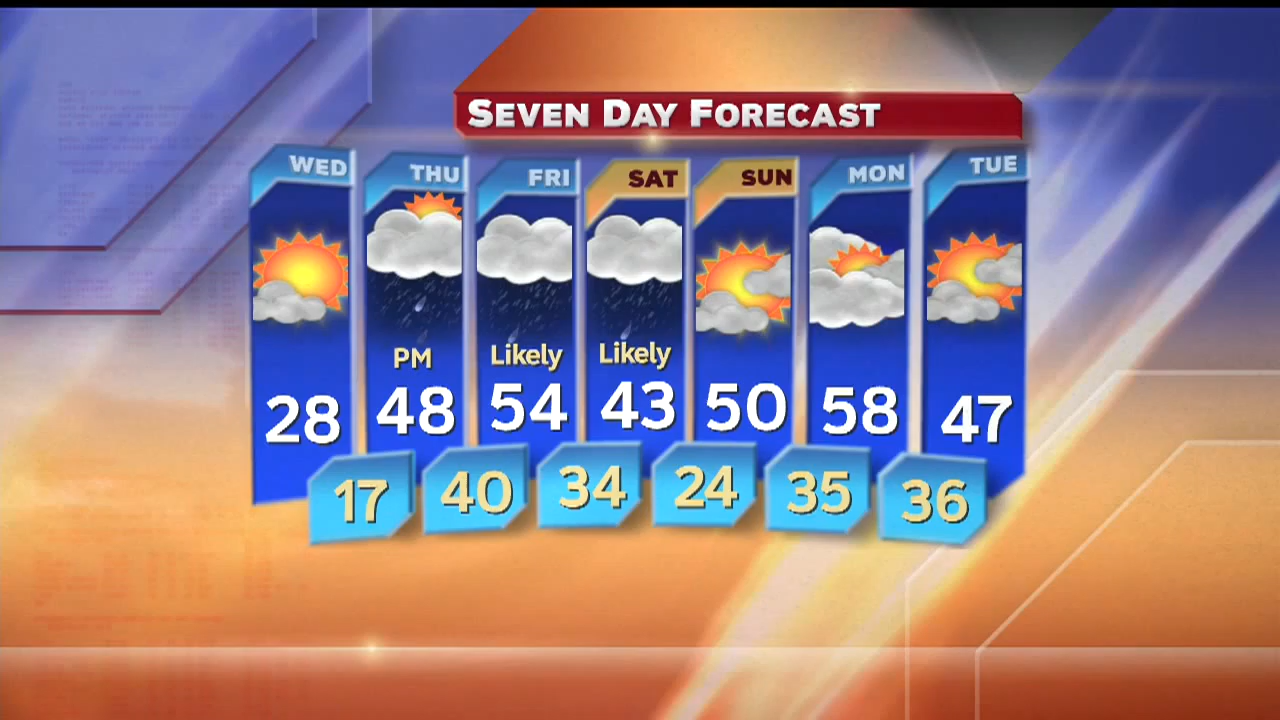 SEVEN DAY FORECAST
WED THU FRI SAT SUN MON TUE
PM Likely Likely
28 48 54 43 50 58 47
17 40 34 24 35 36